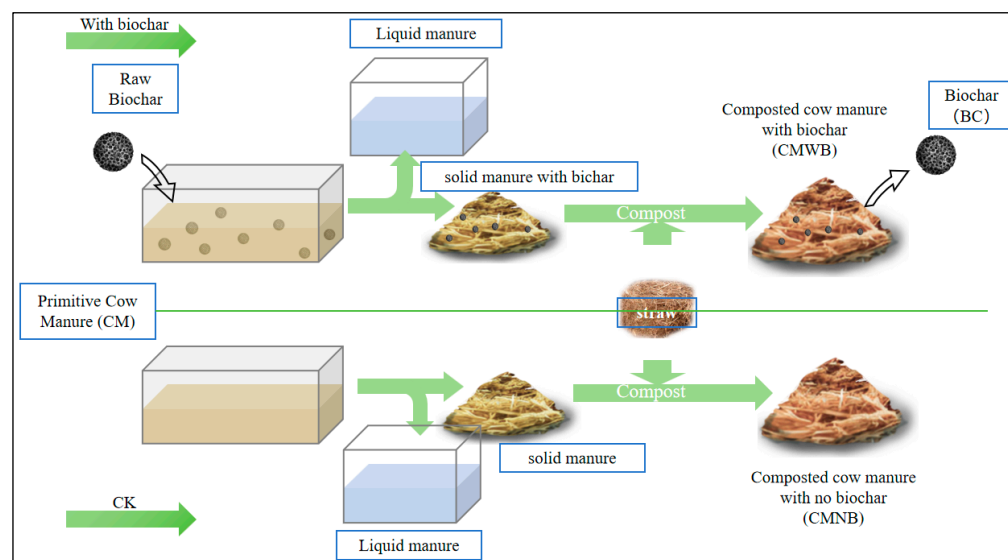 With biochar
Liquid manure
Raw
Biochar
Biochar
(BC)
Composted cow manure
with biochar
(CMWB)
solid manure with bichar
Compost
Primitive Cow
Manure (CM)
straw
Compost
solid manure
Composted cow manure
with no biochar
(CMNB)
CK
Liquid manure